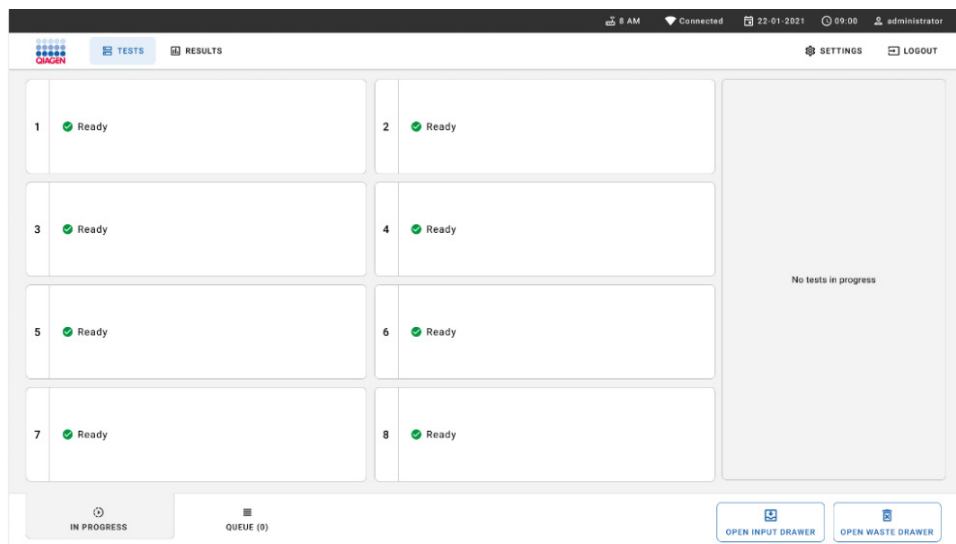 8 AM Connected 22-01-2021 09:00 administrator
QIAGEN TESTS RESULTS SETTINGS LOGOUT
1 Ready
2 Ready
3 Ready
4 Ready
No tests in progress
5 Ready
6 Ready
7 Ready
8 Ready
IN PROGRESS
QUEUE (0)
OPEN INPUT DRAWER
OPEN WASTE DRAWER